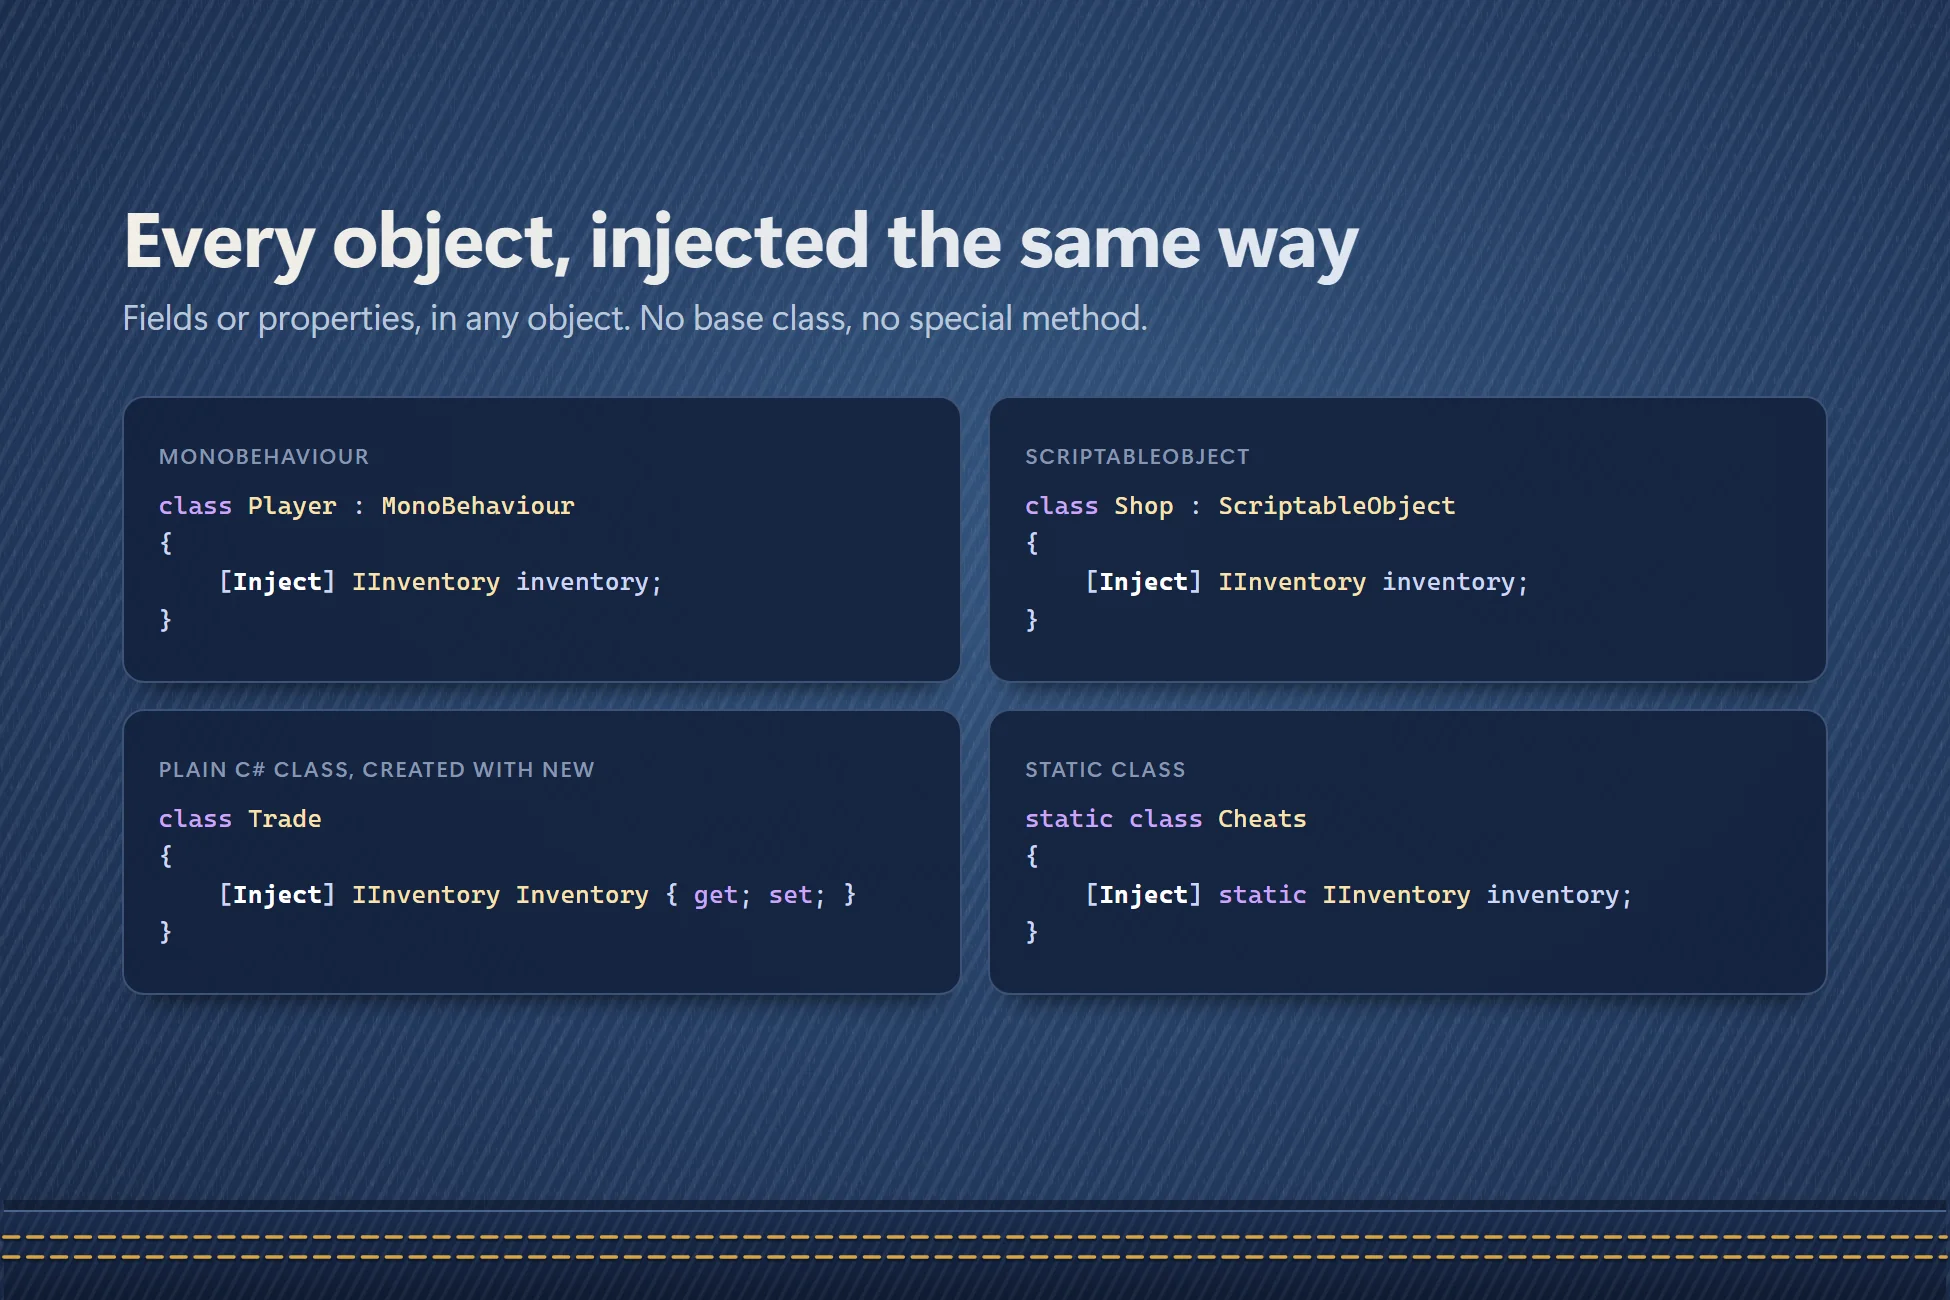 Every object, injected the same way
Fields or properties, in any object. No base class, no special method.
MONOBEHAVIOUR
class Player : MonoBehaviour
{
    [Inject] IInventory inventory;
}
SCRIPTABLEOBJECT
class Shop : ScriptableObject
{
    [Inject] IInventory inventory;
}
PLAIN C# CLASS, CREATED WITH NEW
class Trade
{
    [Inject] IInventory Inventory { get; set; }
}
STATIC CLASS
static class Cheats
{
    [Inject] static IInventory inventory;
}